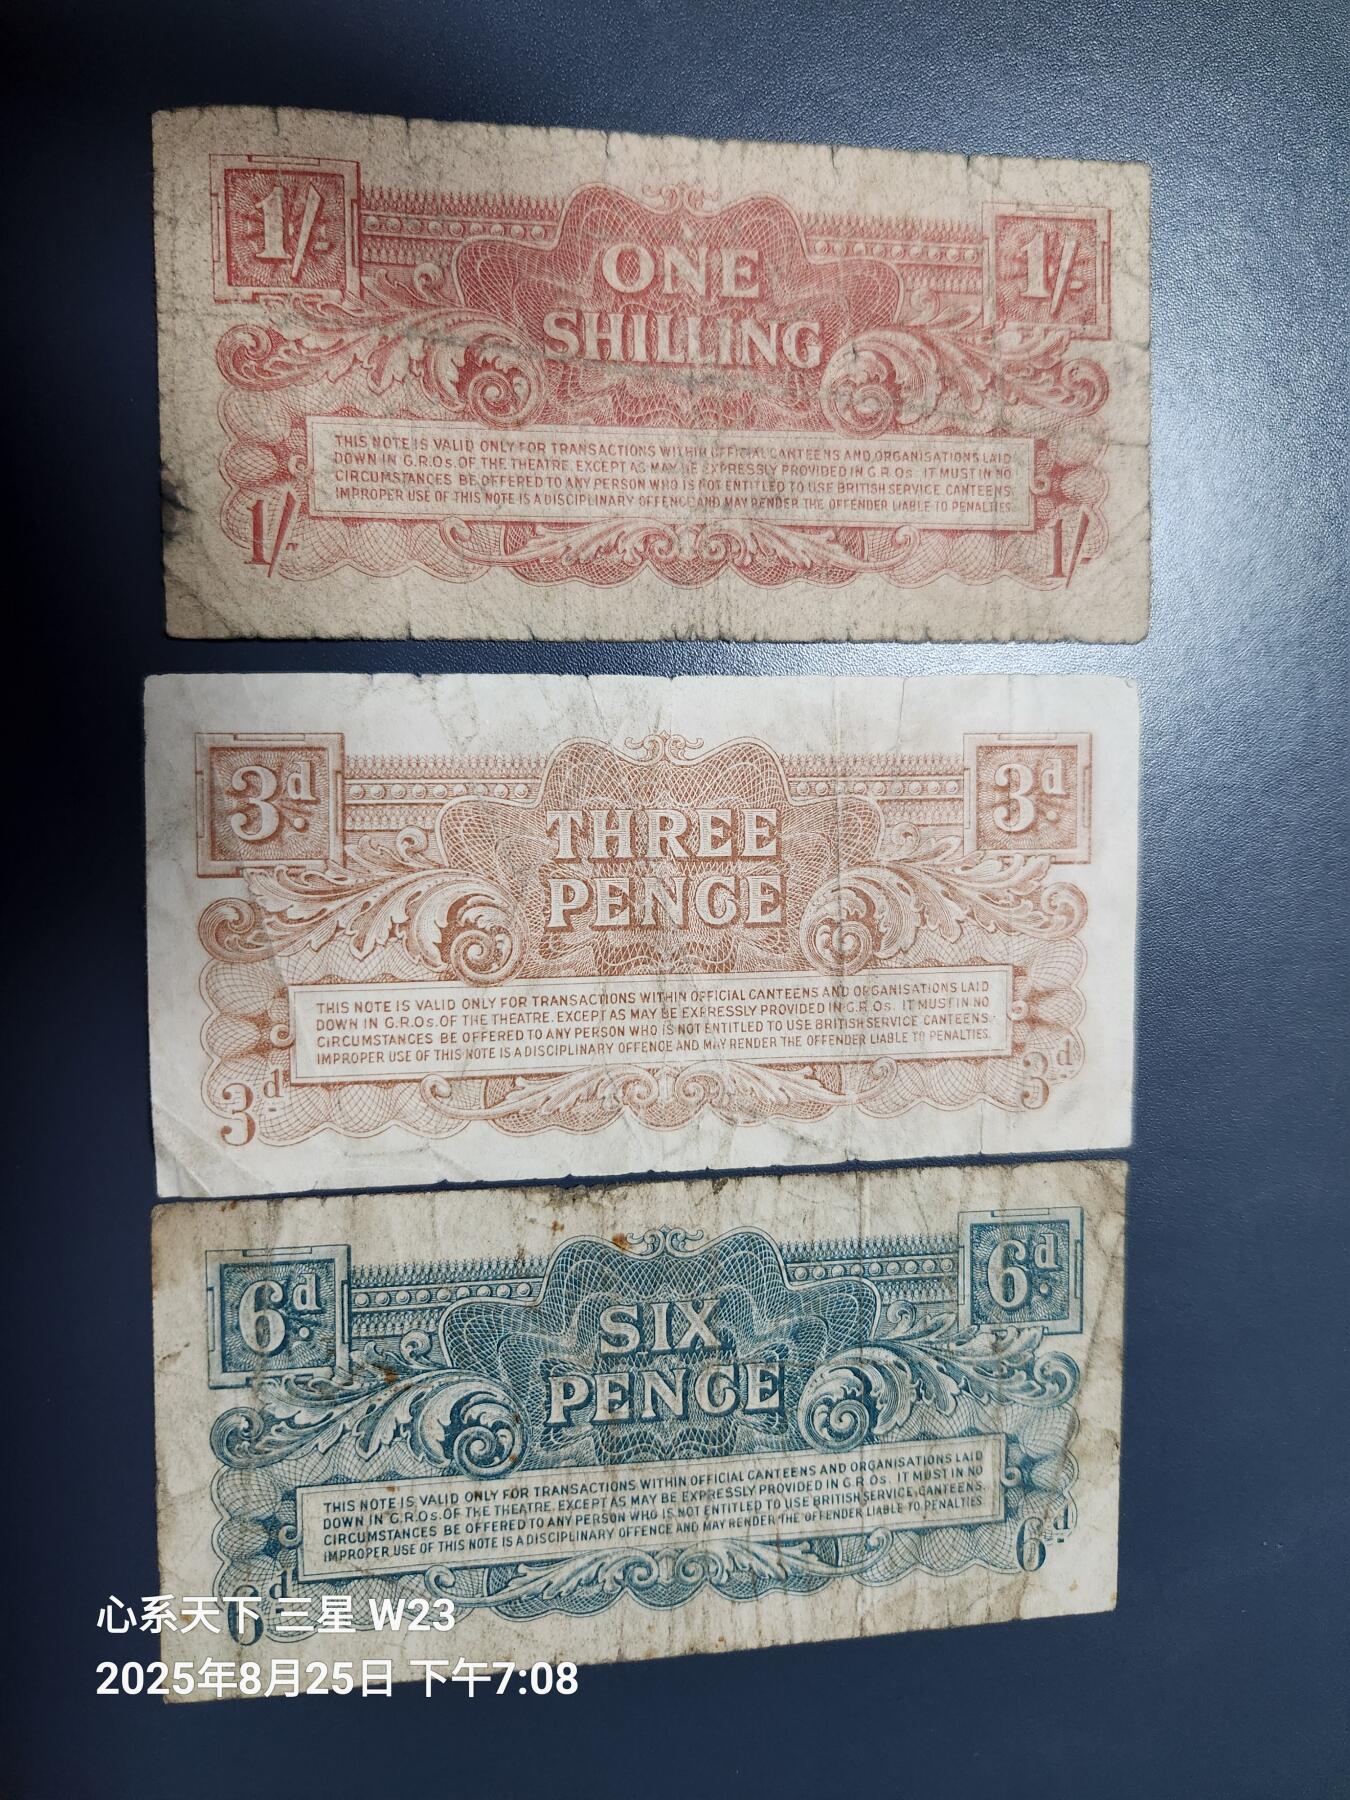 1/-
1/-
ONE
SHILLING
THIS NOTE IS VALID ONLY FOR TRANSACTIONS WITHIN OFFICIAL CANTEENS AND ORGANISATIONS LAID
DOWN IN G.R.Os. OF THE THEATRE. EXCEPT AS MAY BE EXPRESSLY PROVIDED IN G.R.Os. IT MUST IN NO
CIRCUMSTANCES BE OFFERED TO ANY PERSON WHO IS NOT ENTITLED TO USE BRITISH SERVICE CANTEENS.
IMPROPER USE OF THIS NOTE IS A DISCIPLINARY OFFENCE AND MAY RENDER THE OFFENDER LIABLE TO PENALTIES.
1/-
1/-
3d.
3d.
THREE
PENCE
THIS NOTE IS VALID ONLY FOR TRANSACTIONS WITHIN OFFICIAL CANTEENS AND ORGANISATIONS LAID
DOWN IN G.R.Os. OF THE THEATRE. EXCEPT AS MAY BE EXPRESSLY PROVIDED IN G.R.Os. IT MUST IN NO
CIRCUMSTANCES BE OFFERED TO ANY PERSON WHO IS NOT ENTITLED TO USE BRITISH SERVICE CANTEENS.
IMPROPER USE OF THIS NOTE IS A DISCIPLINARY OFFENCE AND MAY RENDER THE OFFENDER LIABLE TO PENALTIES.
3d.
3d.
6d.
6d.
SIX
PENCE
THIS NOTE IS VALID ONLY FOR TRANSACTIONS WITHIN OFFICIAL CANTEENS AND ORGANISATIONS LAID
DOWN IN G.R.Os. OF THE THEATRE. EXCEPT AS MAY BE EXPRESSLY PROVIDED IN G.R.Os. IT MUST IN NO
CIRCUMSTANCES BE OFFERED TO ANY PERSON WHO IS NOT ENTITLED TO USE BRITISH SERVICE CANTEENS.
IMPROPER USE OF THIS NOTE IS A DISCIPLINARY OFFENCE AND MAY RENDER THE OFFENDER LIABLE TO PENALTIES
6d.
6d.
心系天下 三星 W23
2025年8月25日 下午7:08